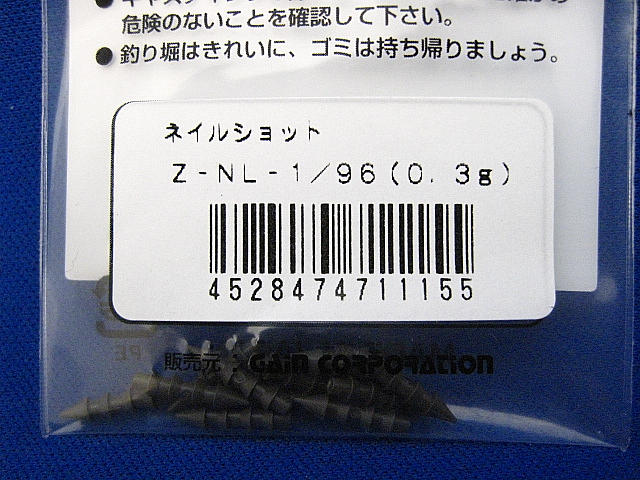 危険のないことを確認して下さい。
●釣り堀はきれいに、ゴミは持ち帰りましょう。
ネイルショット
Z-NL-1/96(0.3g)
4528474711155
PE
販売元:GAIN CORPORATION